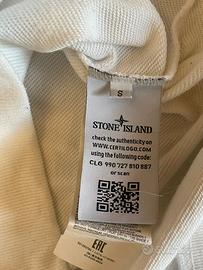 S
STONE ISLAND
check the authenticity on
WWW.CERTILOGO.COM
using the following code:
CLG 990 727 810 887
or scan
EAC